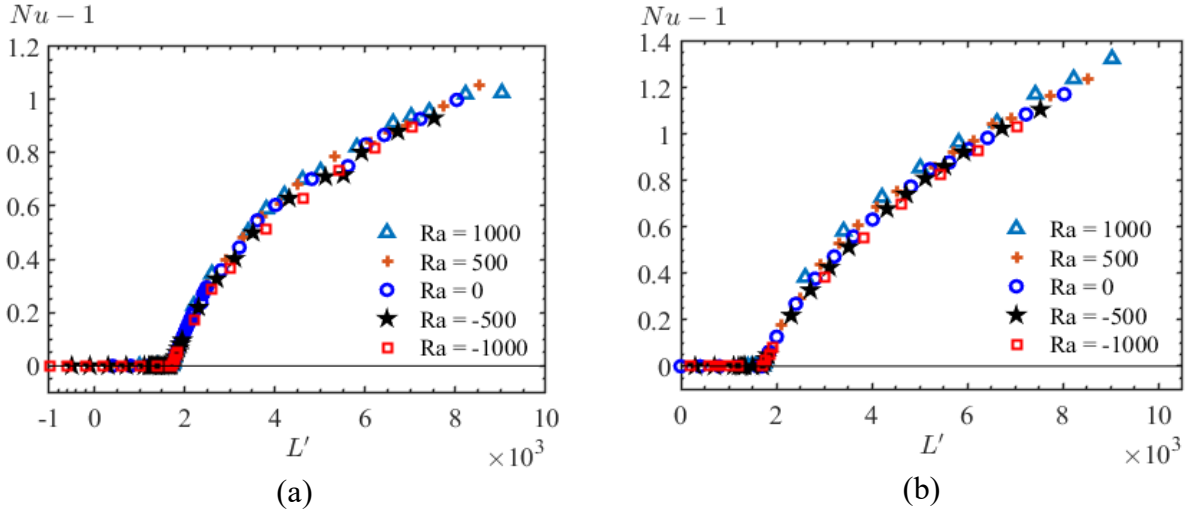 Nu − 1
1.2
1
0.8
0.6
0.4
0.2
0
-1 0 2 4 6 8 10
L′
×10³
Ra = 1000
Ra = 500
Ra = 0
Ra = -500
Ra = -1000
(a)
Nu − 1
1.4
1.2
1
0.8
0.6
0.4
0.2
0
0 2 4 6 8 10
L′
×10³
Ra = 1000
Ra = 500
Ra = 0
Ra = -500
Ra = -1000
(b)